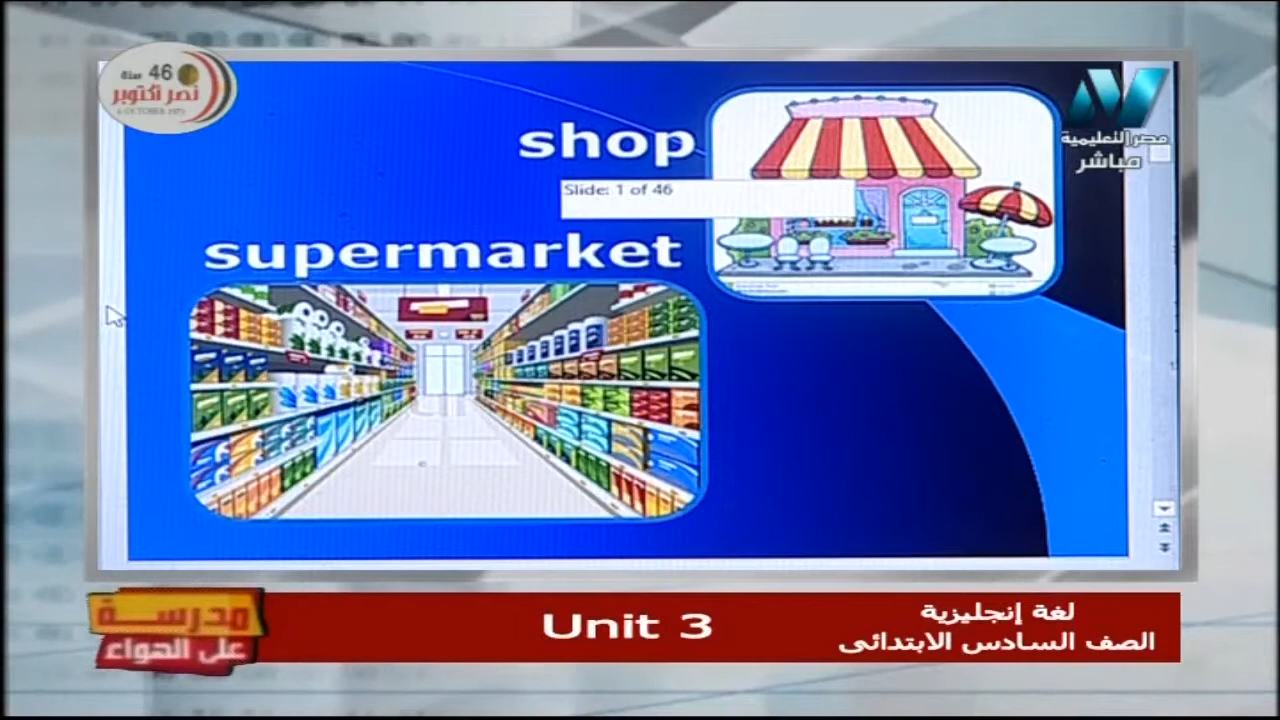 46 سنة
نصر أكتوبر
6 OCTOBER 1973
مصر التعليمية
مباشر
shop
Slide: 1 of 46
supermarket
مدرسة
على الهواء
Unit 3
لغة إنجليزية
الصف السادس الابتدائى